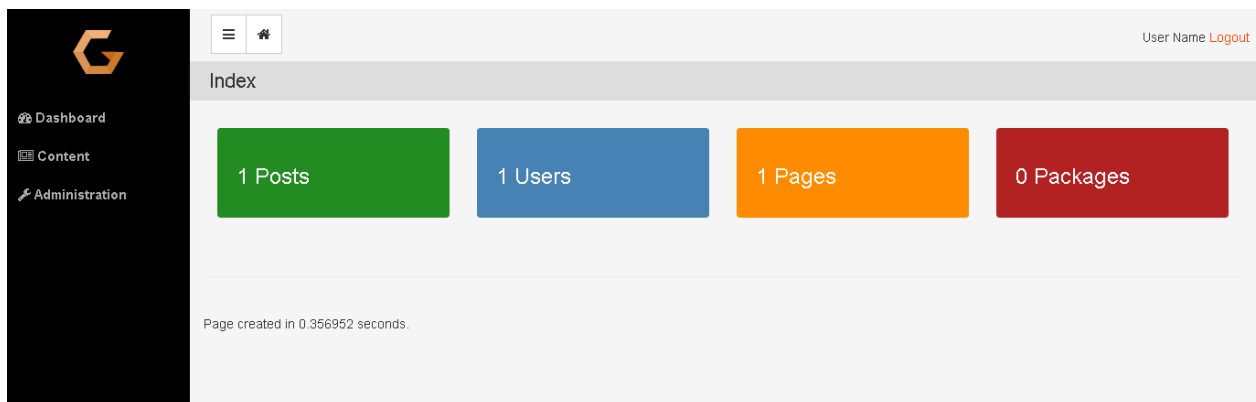 User Name Logout
Index
Dashboard
Content
Administration
1 Posts
1 Users
1 Pages
0 Packages
Page created in 0.356952 seconds.